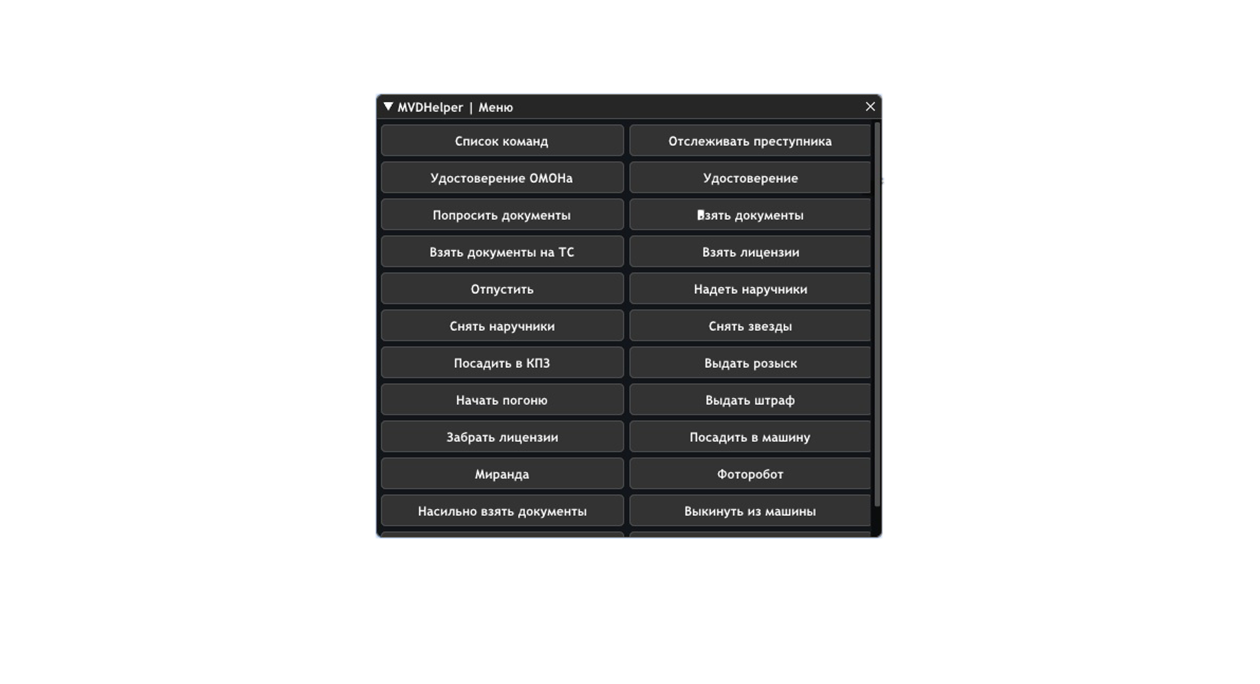 MVDHelper | Меню
Список команд
Отслеживать преступника
Удостоверение ОМОНа
Удостоверение
Попросить документы
Взять документы
Взять документы на ТС
Взять лицензии
Отпустить
Надеть наручники
Снять наручники
Снять звезды
Посадить в КПЗ
Выдать розыск
Начать погоню
Выдать штраф
Забрать лицензии
Посадить в машину
Миранда
Фоторобот
Насильно взять документы
Выкинуть из машины